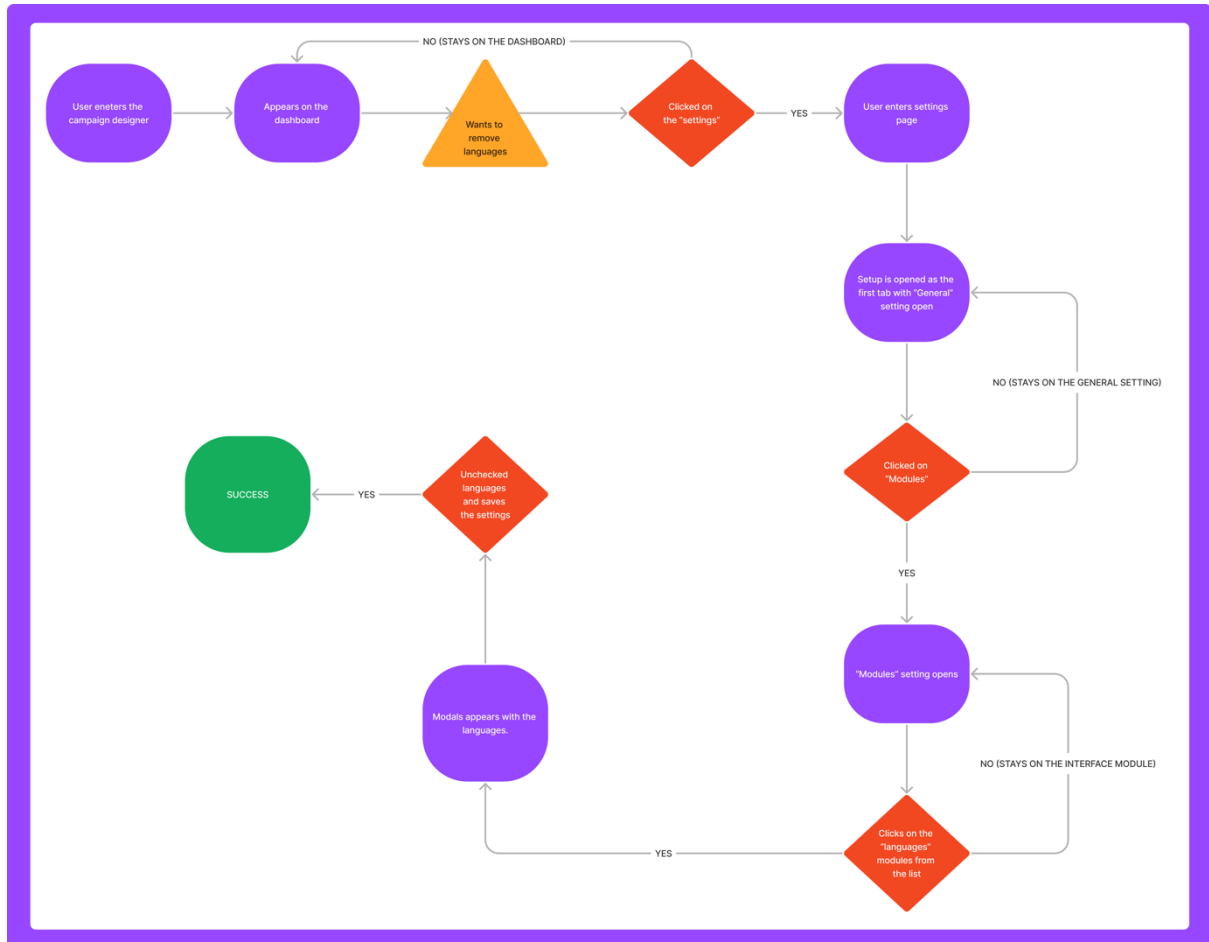 NO (STAYS ON THE DASHBOARD)
User eneters the
campaign designer
Appears on the
dashboard
Wants to
remove
languages
Clicked on
the "settings"
YES
User enters settings
page
Setup is opened as the
first tab with "General"
setting open
NO (STAYS ON THE GENERAL SETTING)
Clicked on
"Modules"
YES
"Modules" setting opens
NO (STAYS ON THE INTERFACE MODULE)
Clicks on the
"languages"
modules from
the list
YES
Modals appears with the
languages.
Unchecked
languages
and saves
the settings
YES
SUCCESS